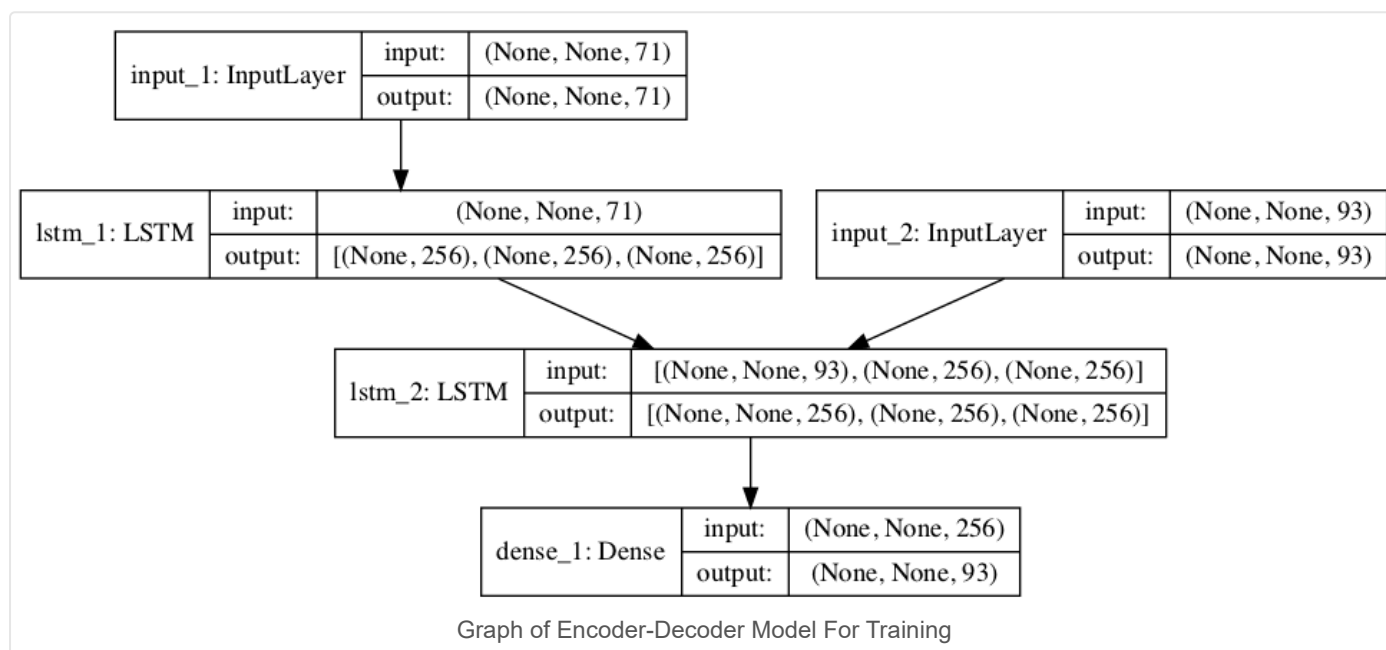 input_1: InputLayer
input: (None, None, 71)
output: (None, None, 71)
lstm_1: LSTM
input: (None, None, 71)
output: [(None, 256), (None, 256), (None, 256)]
input_2: InputLayer
input: (None, None, 93)
output: (None, None, 93)
lstm_2: LSTM
input: [(None, None, 93), (None, 256), (None, 256)]
output: [(None, None, 256), (None, 256), (None, 256)]
dense_1: Dense
input: (None, None, 256)
output: (None, None, 93)
Graph of Encoder-Decoder Model For Training